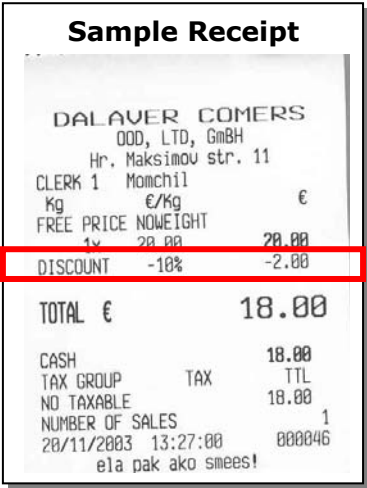 Sample Receipt
DALAVER COMERS
OOD, LTD, GmBH
Hr. Maksimov str. 11
CLERK 1 Momchil
Kg €/Kg €
FREE PRICE NOWEIGHT
1x 20.00 20.00
DISCOUNT -10% -2.00
TOTAL € 18.00
CASH 18.00
TAX GROUP TAX TTL
NO TAXABLE 18.00
NUMBER OF SALES 1
20/11/2003 13:27:00 000046
ela pak ako smees!